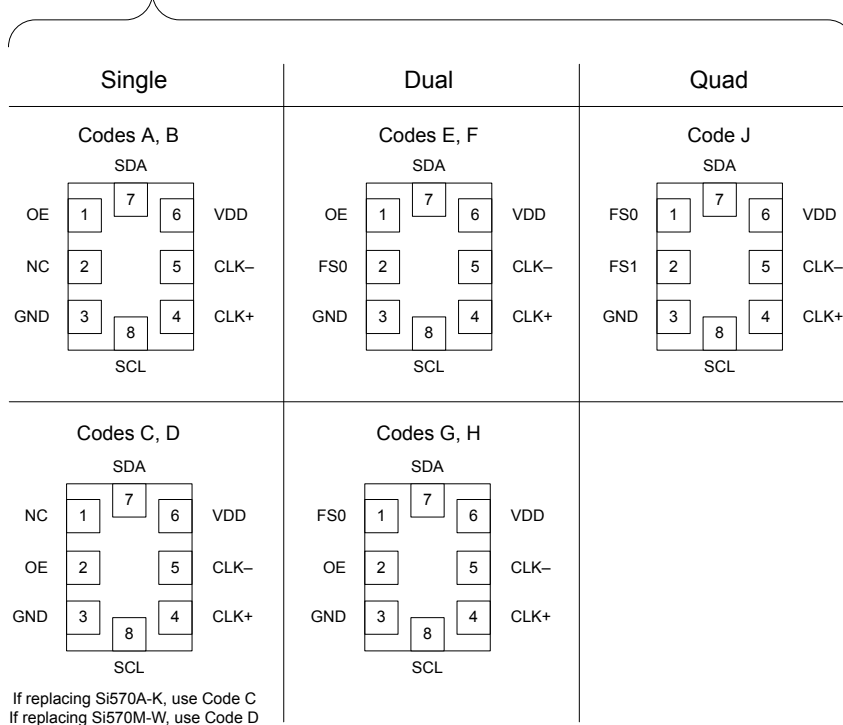 Single
Dual
Quad
Codes A, B
SDA
OE 1 7 6 VDD
NC 2 5 CLK–
GND 3 8 4 CLK+
SCL
Codes E, F
SDA
OE 1 7 6 VDD
FS0 2 5 CLK–
GND 3 8 4 CLK+
SCL
Code J
SDA
FS0 1 7 6 VDD
FS1 2 5 CLK–
GND 3 8 4 CLK+
SCL
Codes C, D
SDA
NC 1 7 6 VDD
OE 2 5 CLK–
GND 3 8 4 CLK+
SCL
If replacing Si570A-K, use Code C
If replacing Si570M-W, use Code D
Codes G, H
SDA
FS0 1 7 6 VDD
OE 2 5 CLK–
GND 3 8 4 CLK+
SCL